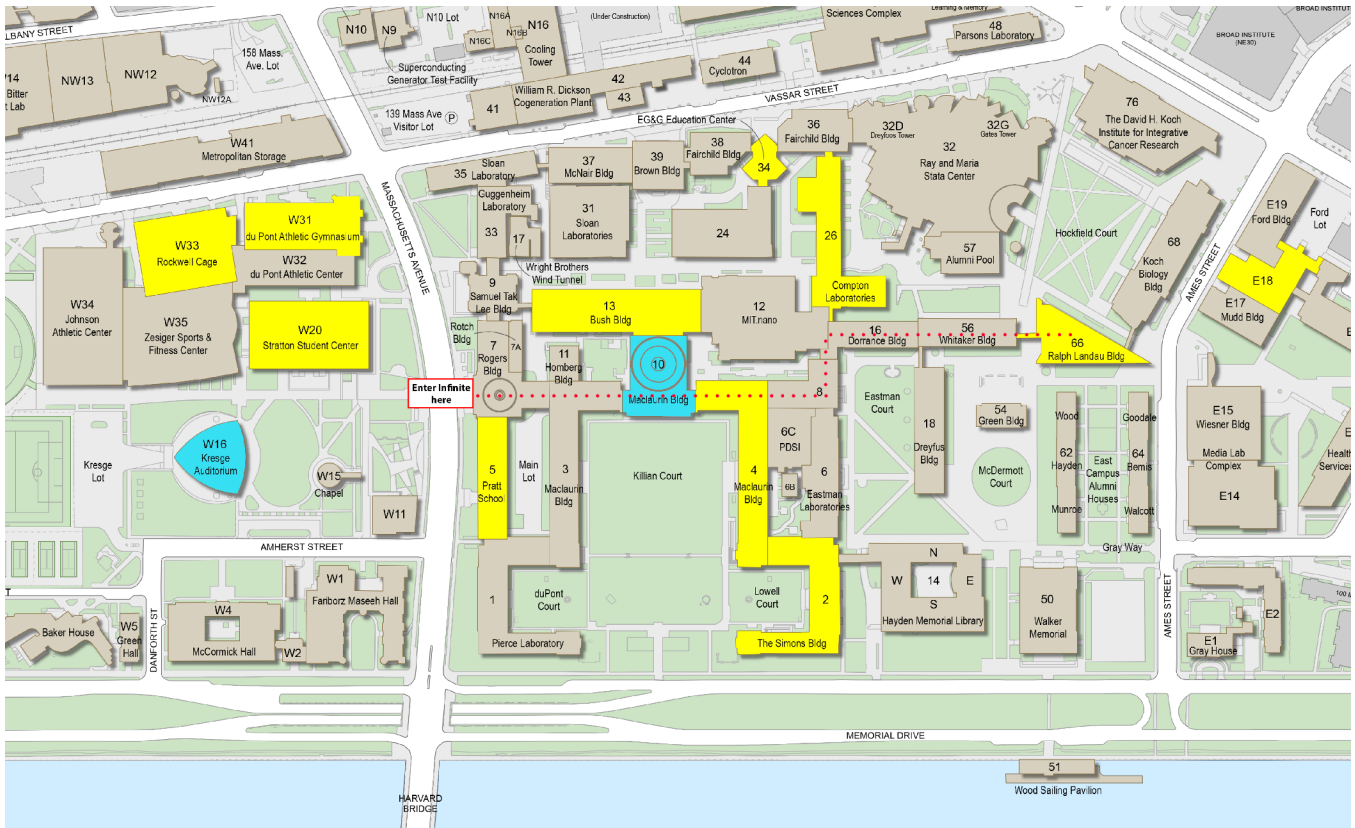 ALBANY STREET
N10
N9
N10 Lot
N16A
N16
N16B
N16C
Cooling
Tower
(Under Construction)
Sciences Complex
Learning & Memory
48
Parsons Laboratory
BROAD INSTITUTE
BROAD INSTITUTE
(NE30)
158 Mass.
Ave. Lot
NW14
Bitter
t Lab
NW13
NW12
NW12A
Superconducting
Generator Test Facility
42
William R. Dickson
Cogeneration Plant
43
41
44
Cyclotron
VASSAR STREET
139 Mass Ave
Visitor Lot
P
W41
Metropolitan Storage
EG&G Education Center
36
Fairchild Bldg
32D
Dreyfoos Tower
32G
Gates Tower
32
Ray and Maria
Stata Center
76
The David H. Koch
Institute for Integrative
Cancer Research
35
Sloan
Laboratory
37
McNair Bldg
39
Brown Bldg
38
Fairchild Bldg
34
MASSACHUSETTS AVENUE
Guggenheim
Laboratory
33
17
31
Sloan
Laboratories
24
26
57
Alumni Pool
Hockfield Court
68
Koch
Biology
Bldg
AMES STREET
E19
Ford Bldg
Ford
Lot
E18
E17
Mudd Bldg
W31
du Pont Athletic Gymnasium
W33
Rockwell Cage
W32
du Pont Athletic Center
W34
Johnson
Athletic Center
W35
Zesiger Sports &
Fitness Center
W20
Stratton Student Center
Wright Brothers
Wind Tunnel
9
Samuel Tak
Lee Bldg
13
Bush Bldg
12
MIT.nano
Compton
Laboratories
Rotch
Bldg
7
Rogers
Bldg
7A
11
Homberg
Bldg
10
Maclaurin Bldg
16
Dorrance Bldg
56
Whitaker Bldg
66
Ralph Landau Bldg
Enter Infinite
here
8
Eastman
Court
18
Dreyfus
Bldg
54
Green Bldg
McDermott
Court
Wood
62
Hayden
Munroe
East
Campus
Alumni
Houses
Goodale
64
Bemis
Walcott
E15
Wiesner Bldg
Media Lab
Complex
E14
Health
Services
W16
Kresge
Auditorium
Kresge
Lot
W15
Chapel
W11
5
Pratt
School
Main
Lot
3
Maclaurin
Bldg
Killian Court
4
Maclaurin
Bldg
6C
PDSI
6B
6
Eastman
Laboratories
Gray Way
AMHERST STREET
DANFORTH ST
Baker House
W5
Green
Hall
W4
McCormick Hall
W2
W1
Fariborz Maseeh Hall
1
Pierce Laboratory
duPont
Court
Lowell
Court
2
The Simons Bldg
N
W
14
E
S
Hayden Memorial Library
50
Walker
Memorial
AMES STREET
E1
Gray House
E2
MEMORIAL DRIVE
51
Wood Sailing Pavilion
HARVARD
BRIDGE